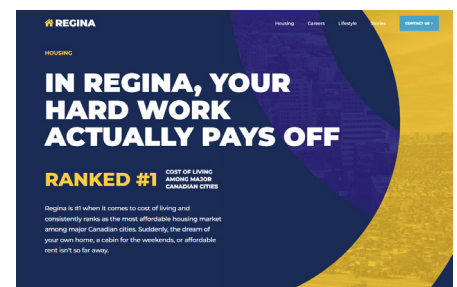 REGINA
Housing Careers Lifestyle Stories CONTACT US
HOUSING
IN REGINA, YOUR
HARD WORK
ACTUALLY PAYS OFF
RANKED #1
COST OF LIVING
AMONG MAJOR
CANADIAN CITIES
Regina is #1 when it comes to cost of living and
consistently ranks as the most affordable housing market
among major Canadian cities. Suddenly, the dream of
your own home, a cabin for the weekends, or affordable
rent isn't so far away.